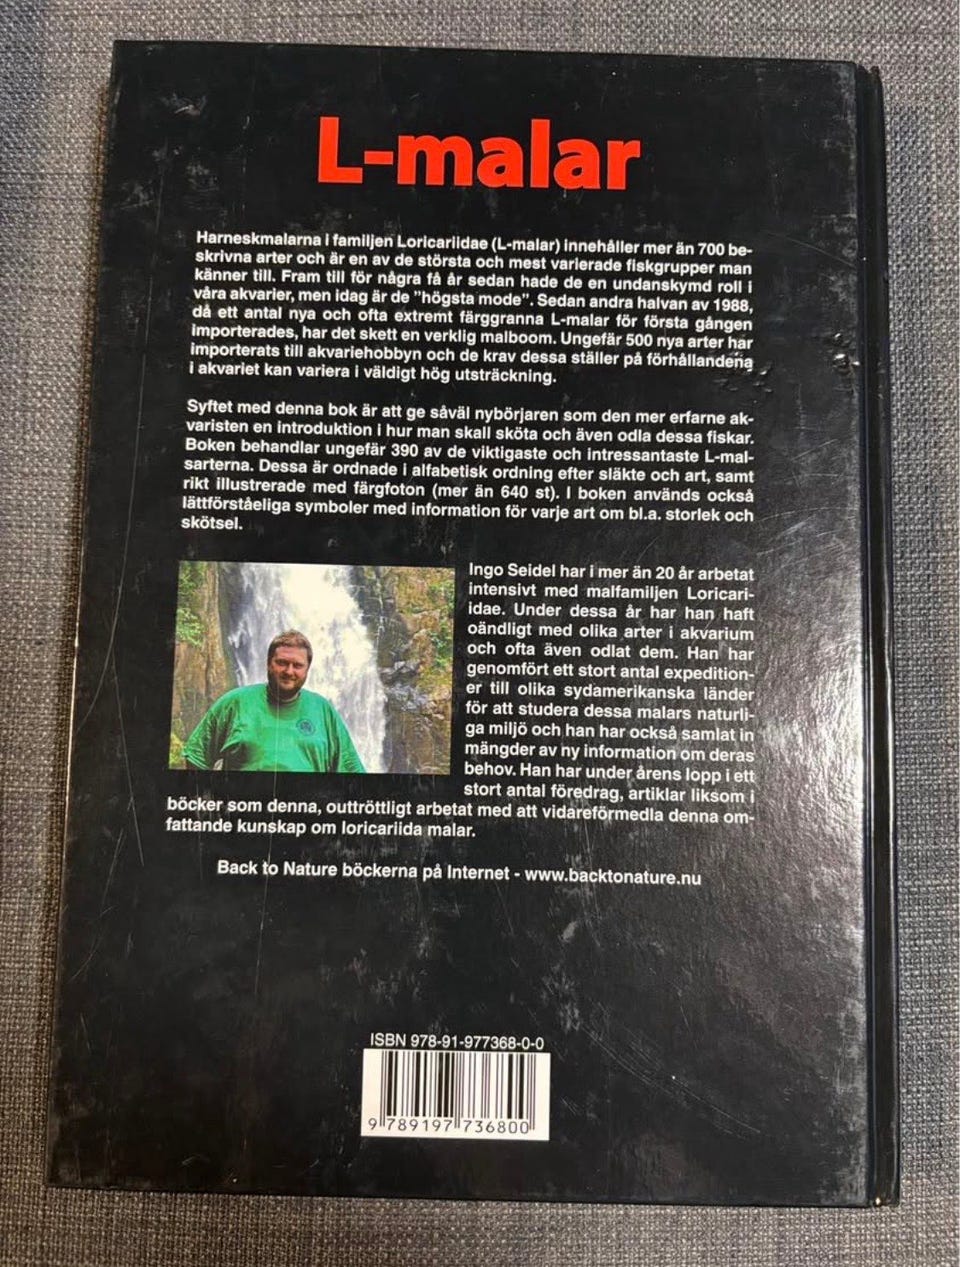 L-malar
Harneskmalarna i familjen Loricariidae (L-malar) innehåller mer än 700 be-
skrivna arter och är en av de största och mest varierade fiskgrupper man
känner till. Fram till för några få år sedan hade de en undanskymd roll i
våra akvarier, men idag är de "högsta mode". Sedan andra halvan av 1988,
då ett antal nya och ofta extremt färggranna L-malar för första gången
importerades, har det skett en verklig malboom. Ungefär 500 nya arter har
importerats till akvariehobbyn och de krav dessa ställer på förhållandena
i akvariet kan variera i väldigt hög utsträckning.
Syftet med denna bok är att ge såväl nybörjaren som den mer erfarne ak-
varisten en introduktion i hur man skall sköta och även odla dessa fiskar.
Boken behandlar ungefär 390 av de viktigaste och intressantaste L-mal-
sarterna. Dessa är ordnade i alfabetisk ordning efter släkte och art, samt
rikt illustrerade med färgfoton (mer än 640 st). I boken används också
lättförståeliga symboler med information för varje art om bl.a. storlek och
skötsel.
Ingo Seidel har i mer än 20 år arbetat
intensivt med malfamiljen Loricari-
idae. Under dessa år har han haft
oändligt med olika arter i akvarium
och ofta även odlat dem. Han har
genomfört ett stort antal expedition-
er till olika sydamerikanska länder
för att studera dessa malars naturli-
ga miljö och han har också samlat in
mängder av ny information om deras
behov. Han har under årens lopp i ett
stort antal föredrag, artiklar liksom i
böcker som denna, outtröttligt arbetat med att vidareförmedla denna om-
fattande kunskap om loricariida malar.
Back to Nature böckerna på Internet - www.backtonature.nu
ISBN 978-91-977368-0-0
9 789197 736800